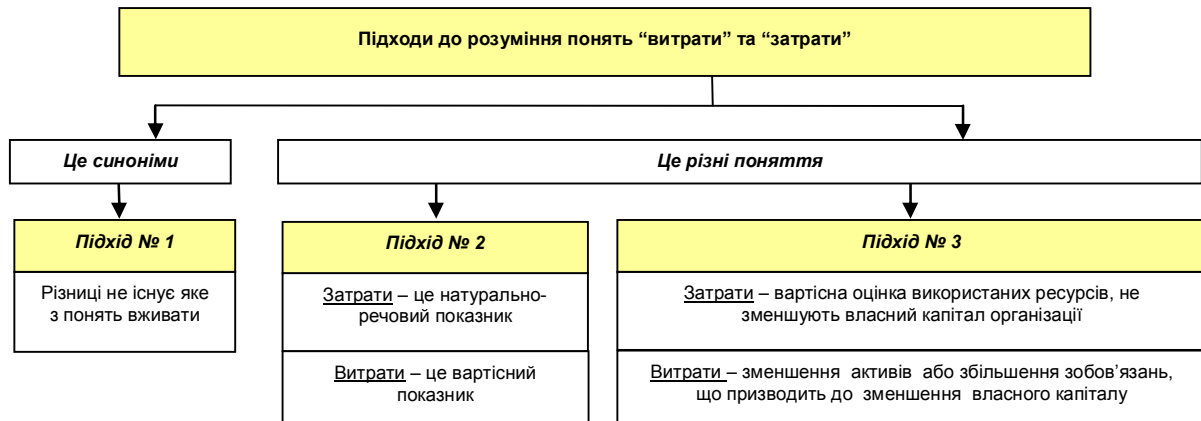 Підходи до розуміння понять “витрати” та “затрати”
Це синоніми
Це різні поняття
Підхід № 1
Підхід № 2
Підхід № 3
Різниці не існує яке
з понять вживати
Затрати – це натурально-
речовий показник
Затрати – вартісна оцінка використаних ресурсів, не
зменшують власний капітал організації
Витрати – це вартісний
показник
Витрати – зменшення активів або збільшення зобов’язань,
що призводить до зменшення власного капіталу